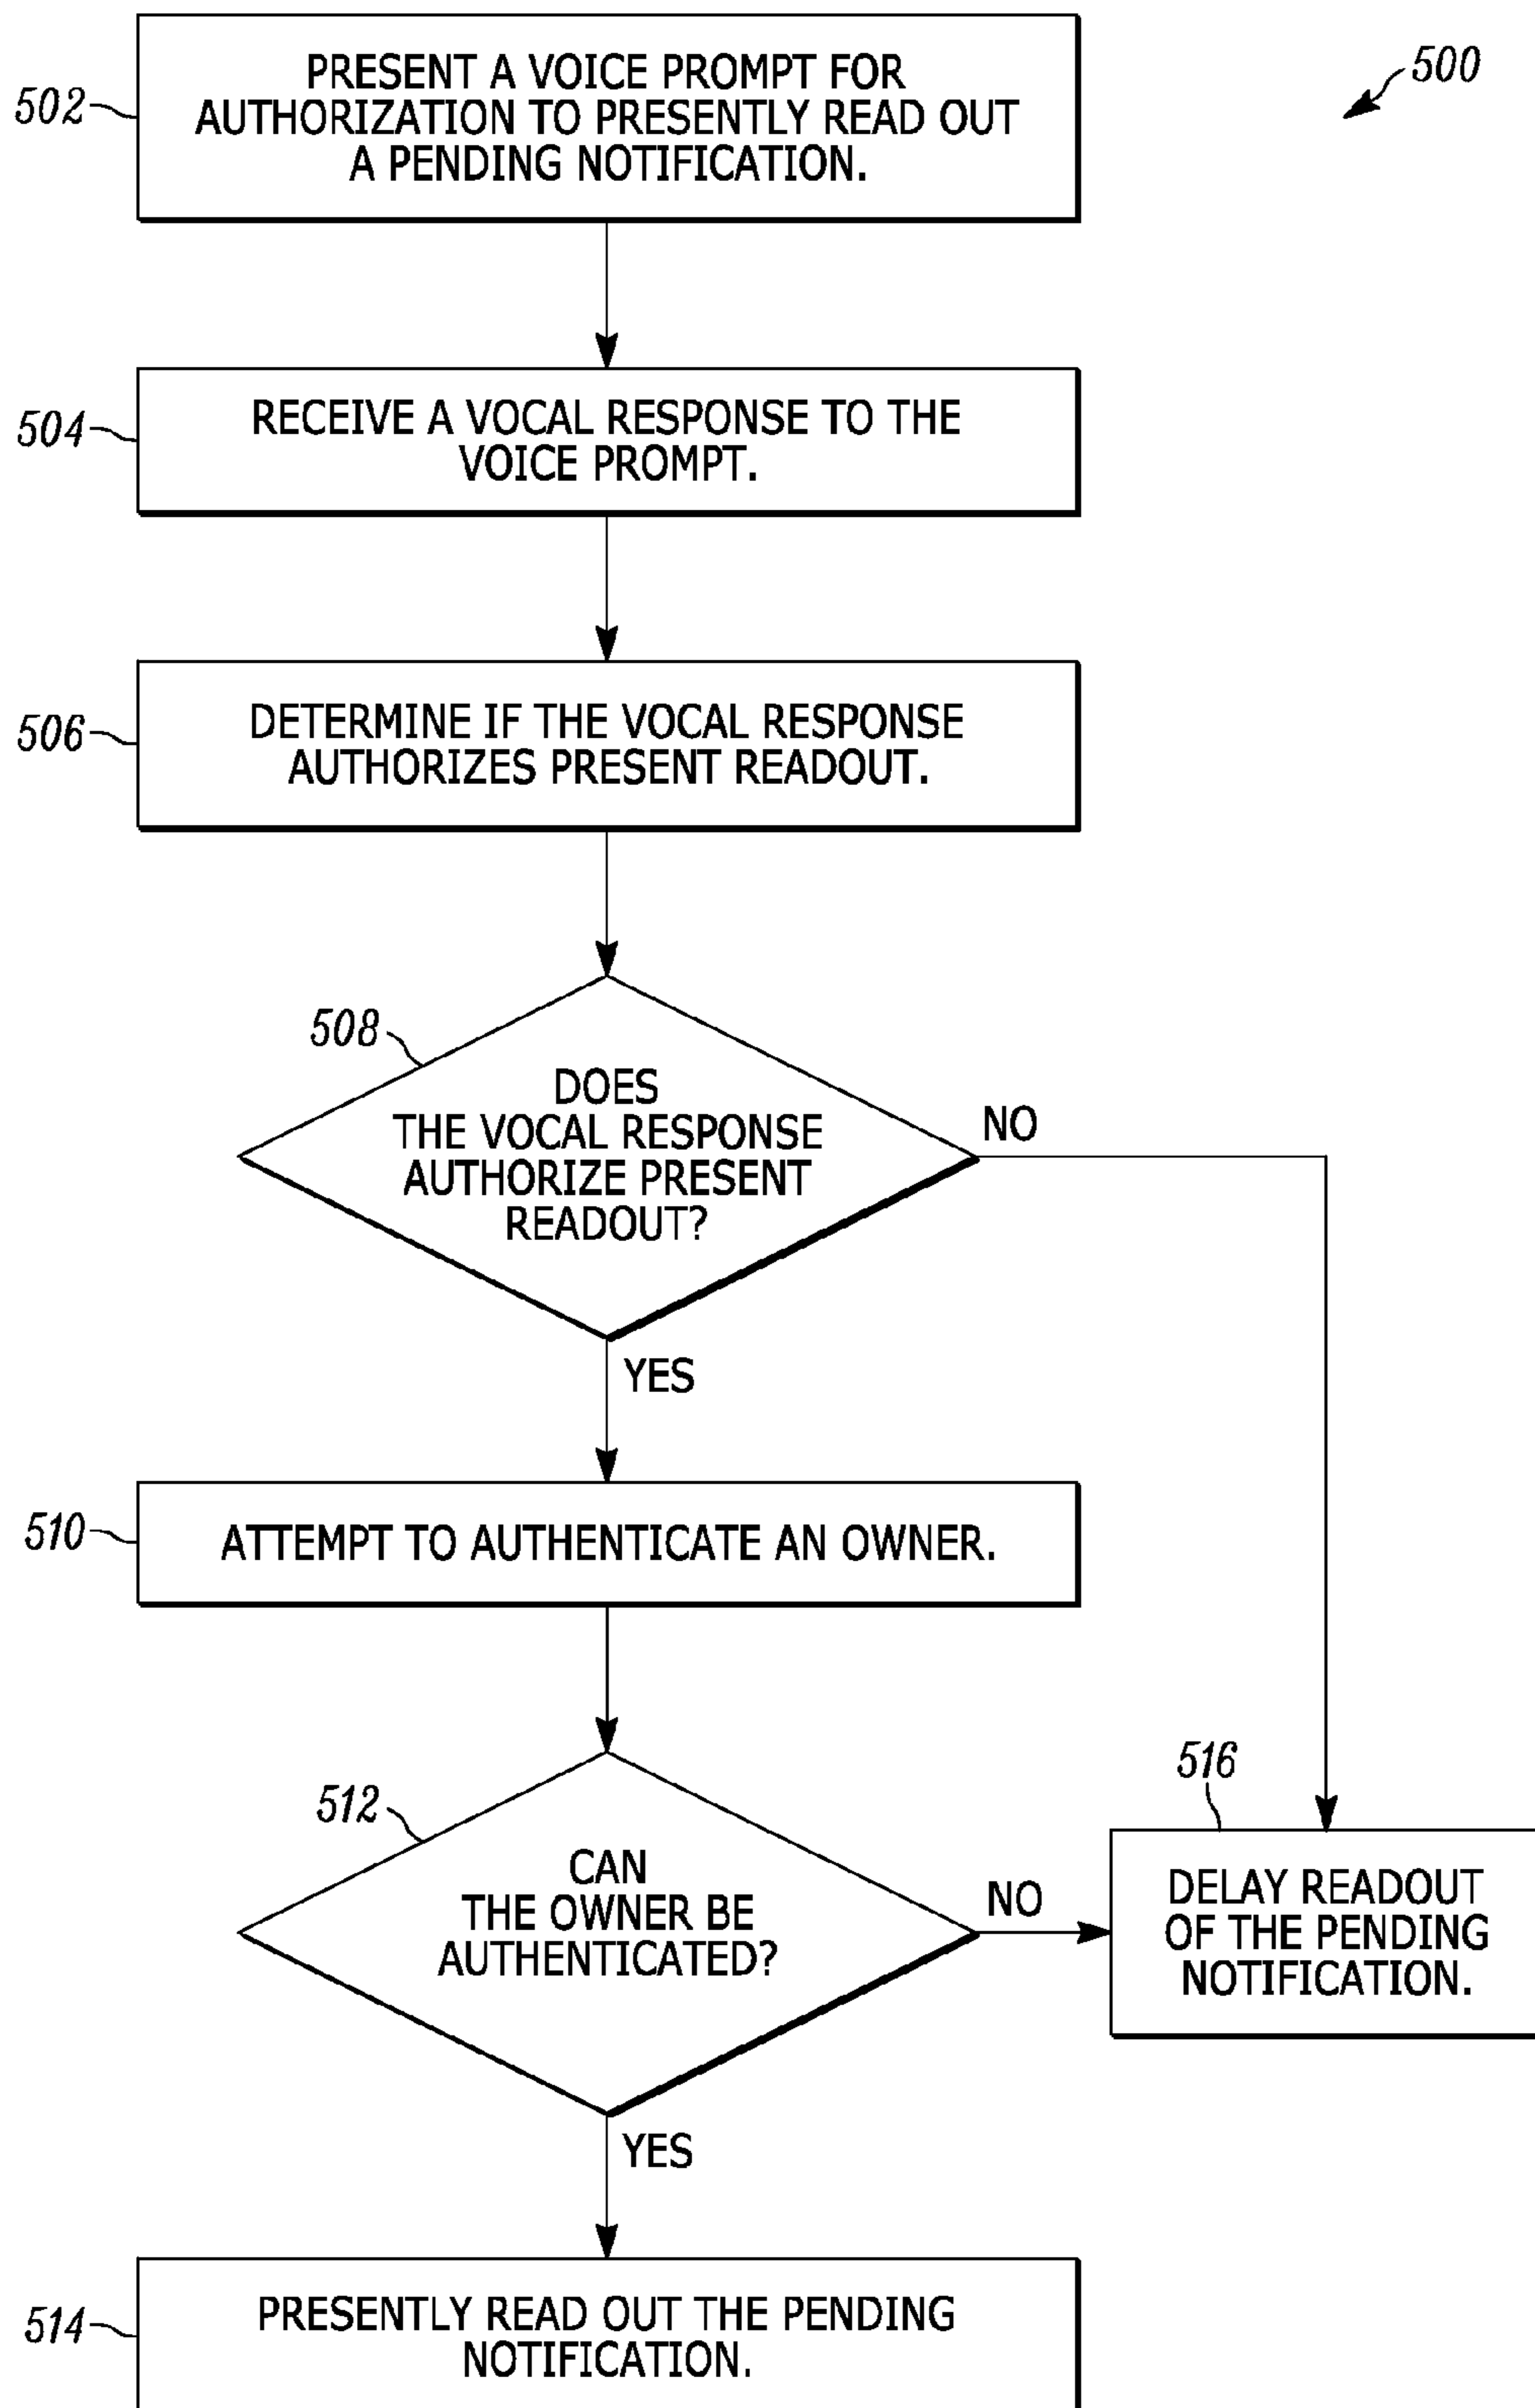 500
502
PRESENT A VOICE PROMPT FOR
AUTHORIZATION TO PRESENTLY READ OUT
A PENDING NOTIFICATION.
504
RECEIVE A VOCAL RESPONSE TO THE
VOICE PROMPT.
506
DETERMINE IF THE VOCAL RESPONSE
AUTHORIZES PRESENT READOUT.
508
DOES
THE VOCAL RESPONSE
AUTHORIZE PRESENT
READOUT?
NO
YES
510
ATTEMPT TO AUTHENTICATE AN OWNER.
512
CAN
THE OWNER BE
AUTHENTICATED?
NO
516
DELAY READOUT
OF THE PENDING
NOTIFICATION.
YES
514
PRESENTLY READ OUT THE PENDING
NOTIFICATION.